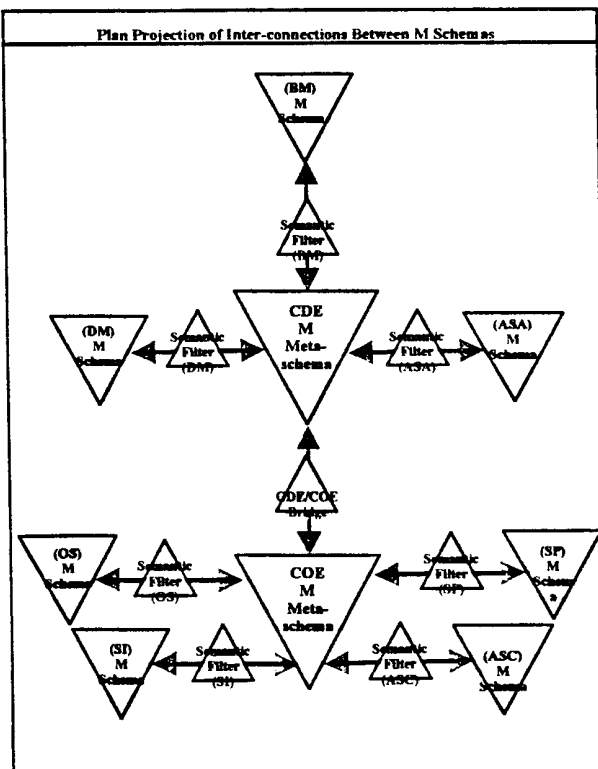 Plan Projection of Inter-connections Between M Schemas
(BM)
M
Schema
Semantic
Filter
(BM)
CDE
M
Meta-
schema
(DM)
M
Schema
Semantic
Filter
(DM)
Semantic
Filter
(ASA)
(ASA)
M
Schema
CDE/COE
Bridge
(OS)
M
Schema
Semantic
Filter
(OS)
COE
M
Meta-
schema
Semantic
Filter
(SP)
(SP)
M
Schem
a
(SI)
M
Schema
Semantic
Filter
(SI)
Semantic
Filter
(ASC)
(ASC)
M
Schema